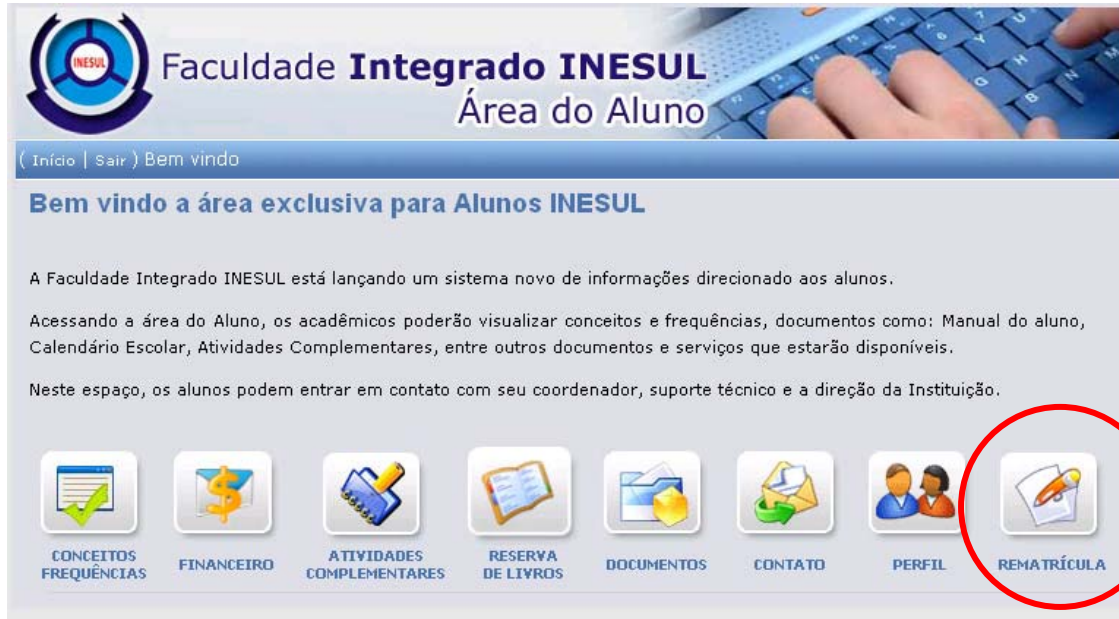 INESUL
Faculdade Integrado INESUL
Área do Aluno
( Início | Sair ) Bem vindo
Bem vindo a área exclusiva para Alunos INESUL
A Faculdade Integrado INESUL está lançando um sistema novo de informações direcionado aos alunos.
Acessando a área do Aluno, os acadêmicos poderão visualizar conceitos e frequências, documentos como: Manual do aluno,
Calendário Escolar, Atividades Complementares, entre outros documentos e serviços que estarão disponíveis.
Neste espaço, os alunos podem entrar em contato com seu coordenador, suporte técnico e a direção da Instituição.
CONCEITOS
FREQUÊNCIAS
FINANCEIRO
ATIVIDADES
COMPLEMENTARES
RESERVA
DE LIVROS
DOCUMENTOS
CONTATO
PERFIL
REMATRÍCULA